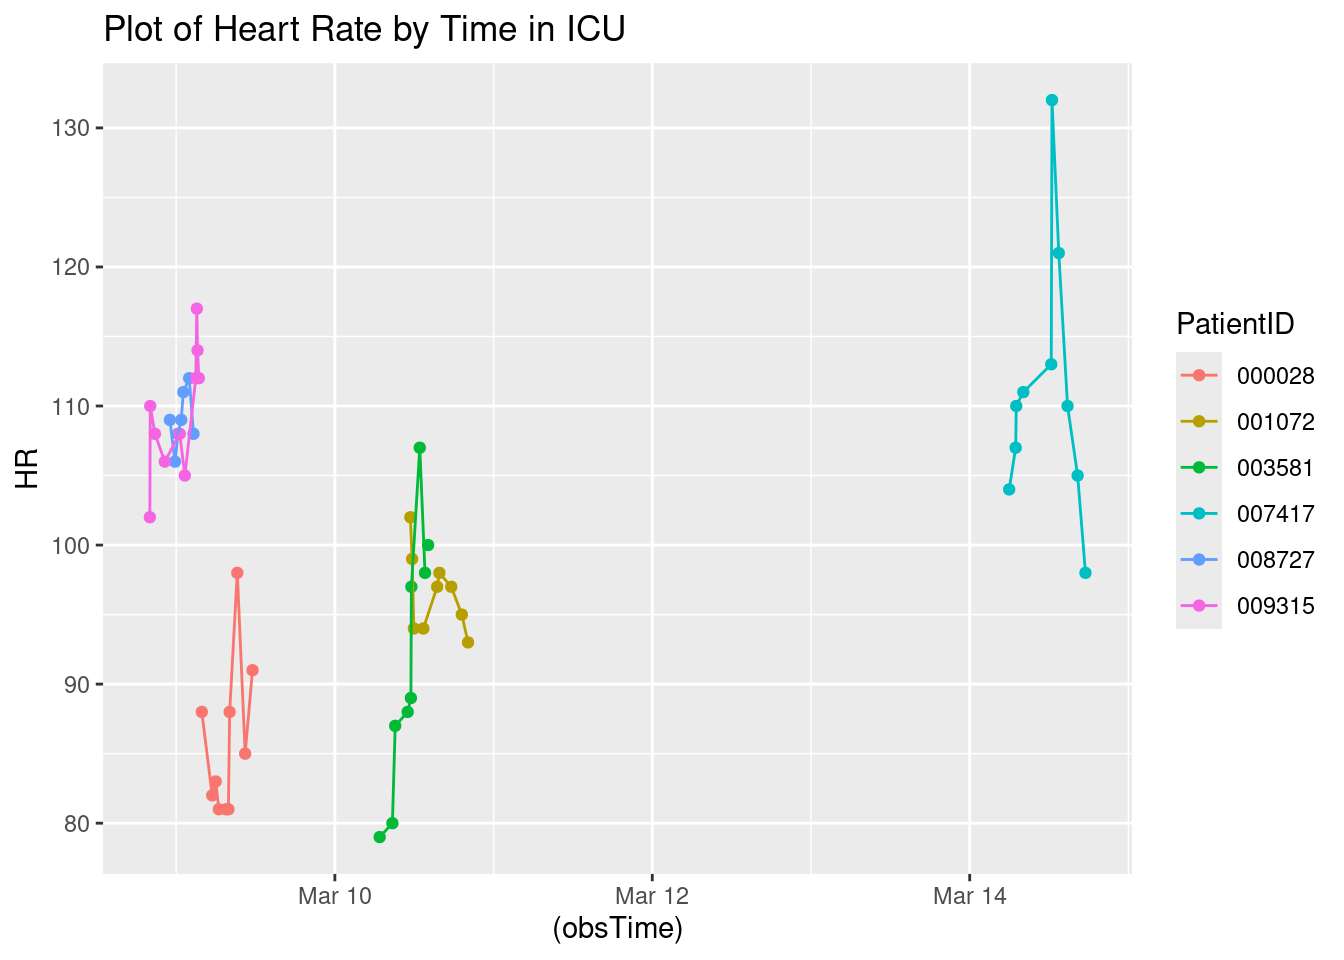 Plot of Heart Rate by Time in ICU
130
120
110
100
90
80
HR
Mar 10
Mar 12
Mar 14
(obsTime)
PatientID
000028
001072
003581
007417
008727
009315